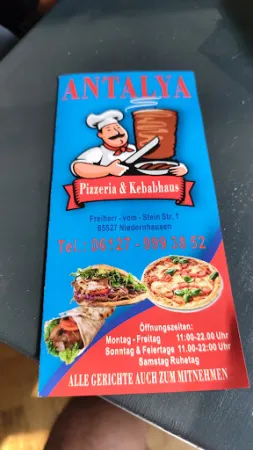 ANTALYA
Pizzeria & Kebabhaus
Freiherr - vom - Stein Str. 1
65527 Niedernhausen
Tel.: 06127 - 999 38 52
Öffnungszeiten:
Montag - Freitag 11:00-22.00 Uhr
Sonntag & Feiertage 11.00-22:00 Uhr
Samstag Ruhetag
ALLE GERICHTE AUCH ZUM MITNEHMEN